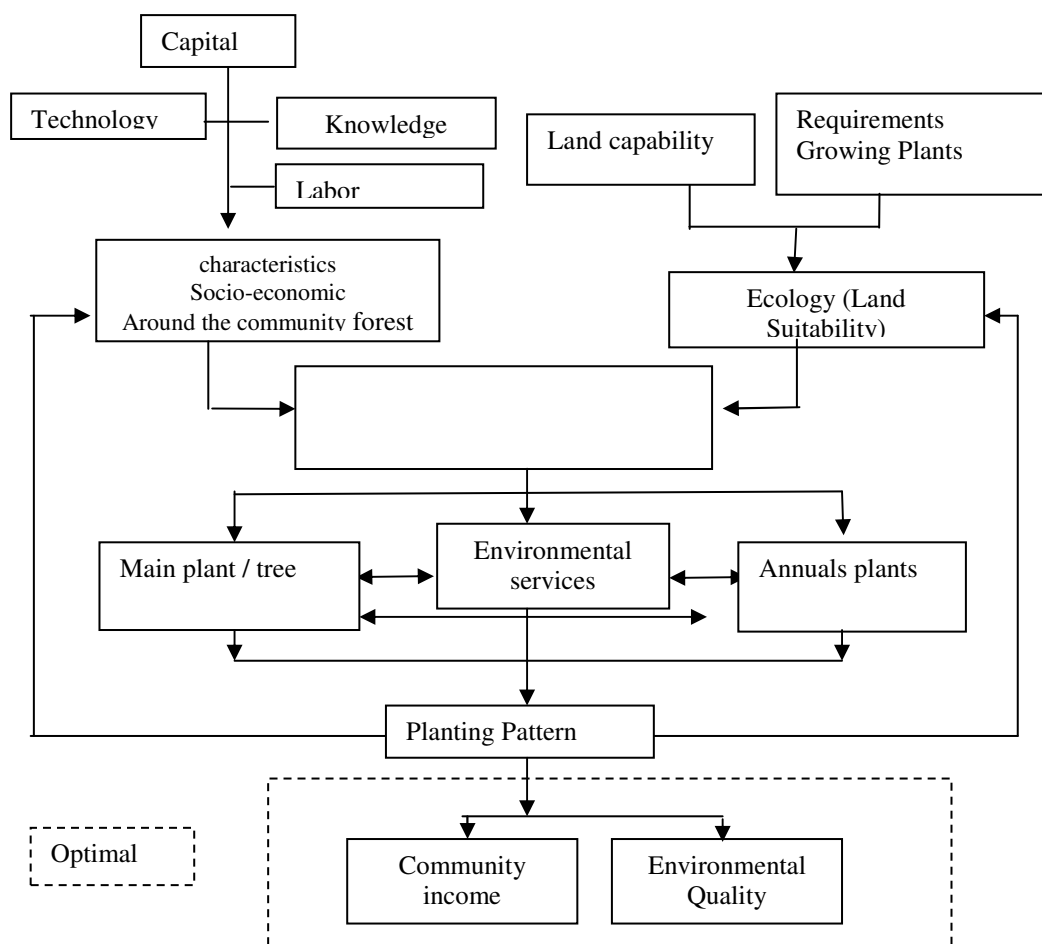 Capital
Technology
Knowledge
Labor
Land capability
Requirements
Growing Plants
characteristics
Socio-economic
Around the community forest
Ecology (Land
Suitability)
Main plant / tree
Environmental
services
Annuals plants
Planting Pattern
Optimal
Community
income
Environmental
Quality